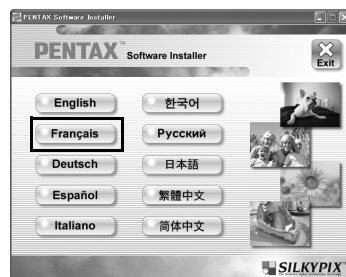 PENTAX Software Installer
PENTAX™ Software Installer
Exit
English
한국어
Français
Русский
Deutsch
日本語
Español
繁體中文
Italiano
简体中文
SILKYPIX